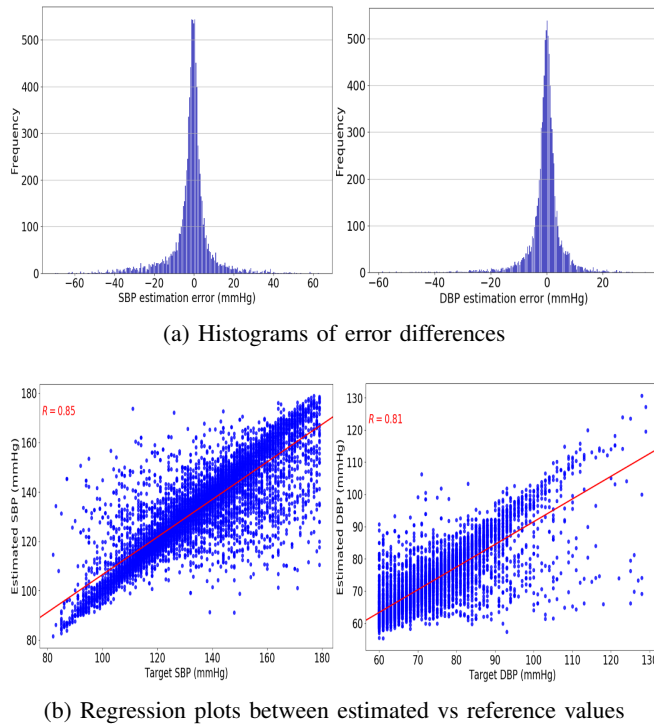 500
400
300
200
100
0
Frequency
−60 −40 −20 0 20 40 60
SBP estimation error (mmHg)
500
400
300
200
100
0
Frequency
−60 −40 −20 0 20
DBP estimation error (mmHg)
(a) Histograms of error differences
180
160
140
120
100
80
Estimated SBP (mmHg)
R = 0.85
80 100 120 140 160 180
Target SBP (mmHg)
130
120
110
100
90
80
70
60
Estimated DBP (mmHg)
R = 0.81
60 70 80 90 100 110 120 130
Target DBP (mmHg)
(b) Regression plots between estimated vs reference values